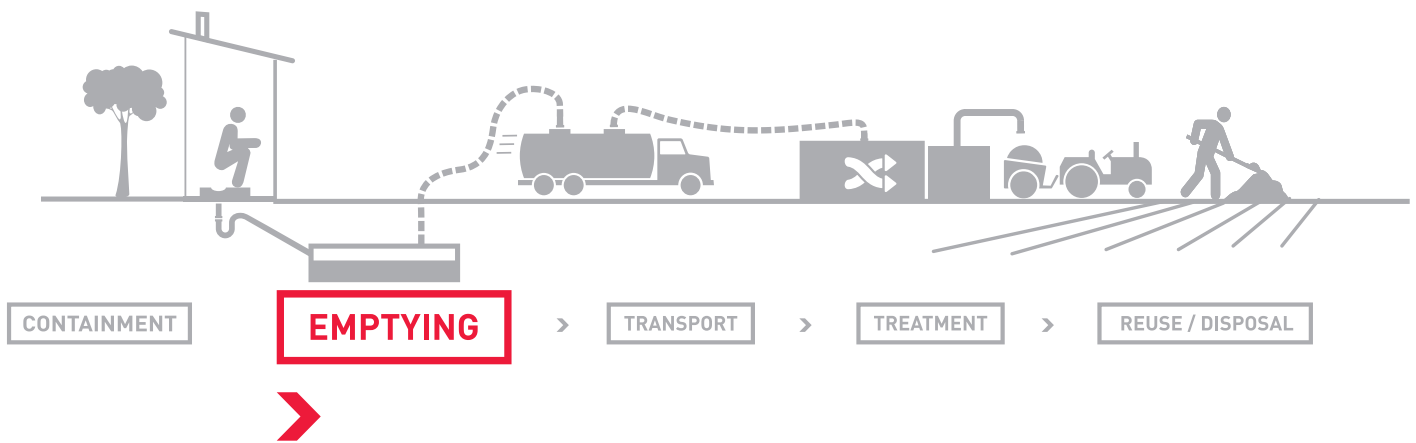 CONTAINMENT
EMPTYING
TRANSPORT
TREATMENT
REUSE / DISPOSAL